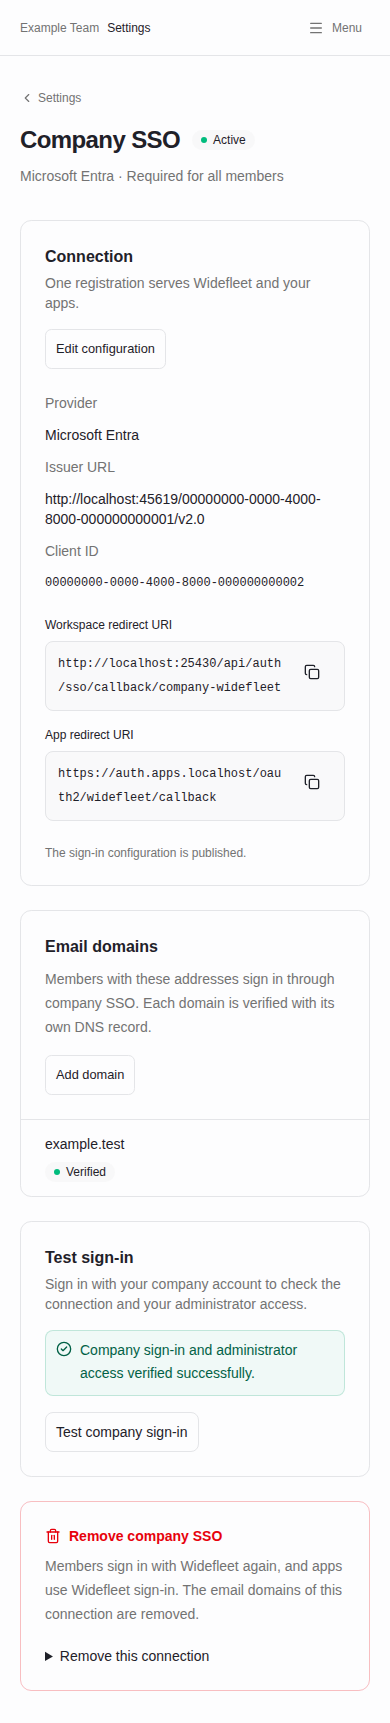 Example Team Settings Menu
Settings
Company SSO Active
Microsoft Entra · Required for all members
Connection
One registration serves Widefleet and your
apps.
Edit configuration
Provider
Microsoft Entra
Issuer URL
http://localhost:45619/00000000-0000-4000-
8000-000000000001/v2.0
Client ID
00000000-0000-4000-8000-000000000002
Workspace redirect URI
http://localhost:25430/api/auth
/sso/callback/company-widefleet
App redirect URI
https://auth.apps.localhost/oau
th2/widefleet/callback
The sign-in configuration is published.
Email domains
Members with these addresses sign in through
company SSO. Each domain is verified with its
own DNS record.
Add domain
example.test
Verified
Test sign-in
Sign in with your company account to check the
connection and your administrator access.
Company sign-in and administrator
access verified successfully.
Test company sign-in
Remove company SSO
Members sign in with Widefleet again, and apps
use Widefleet sign-in. The email domains of this
connection are removed.
Remove this connection